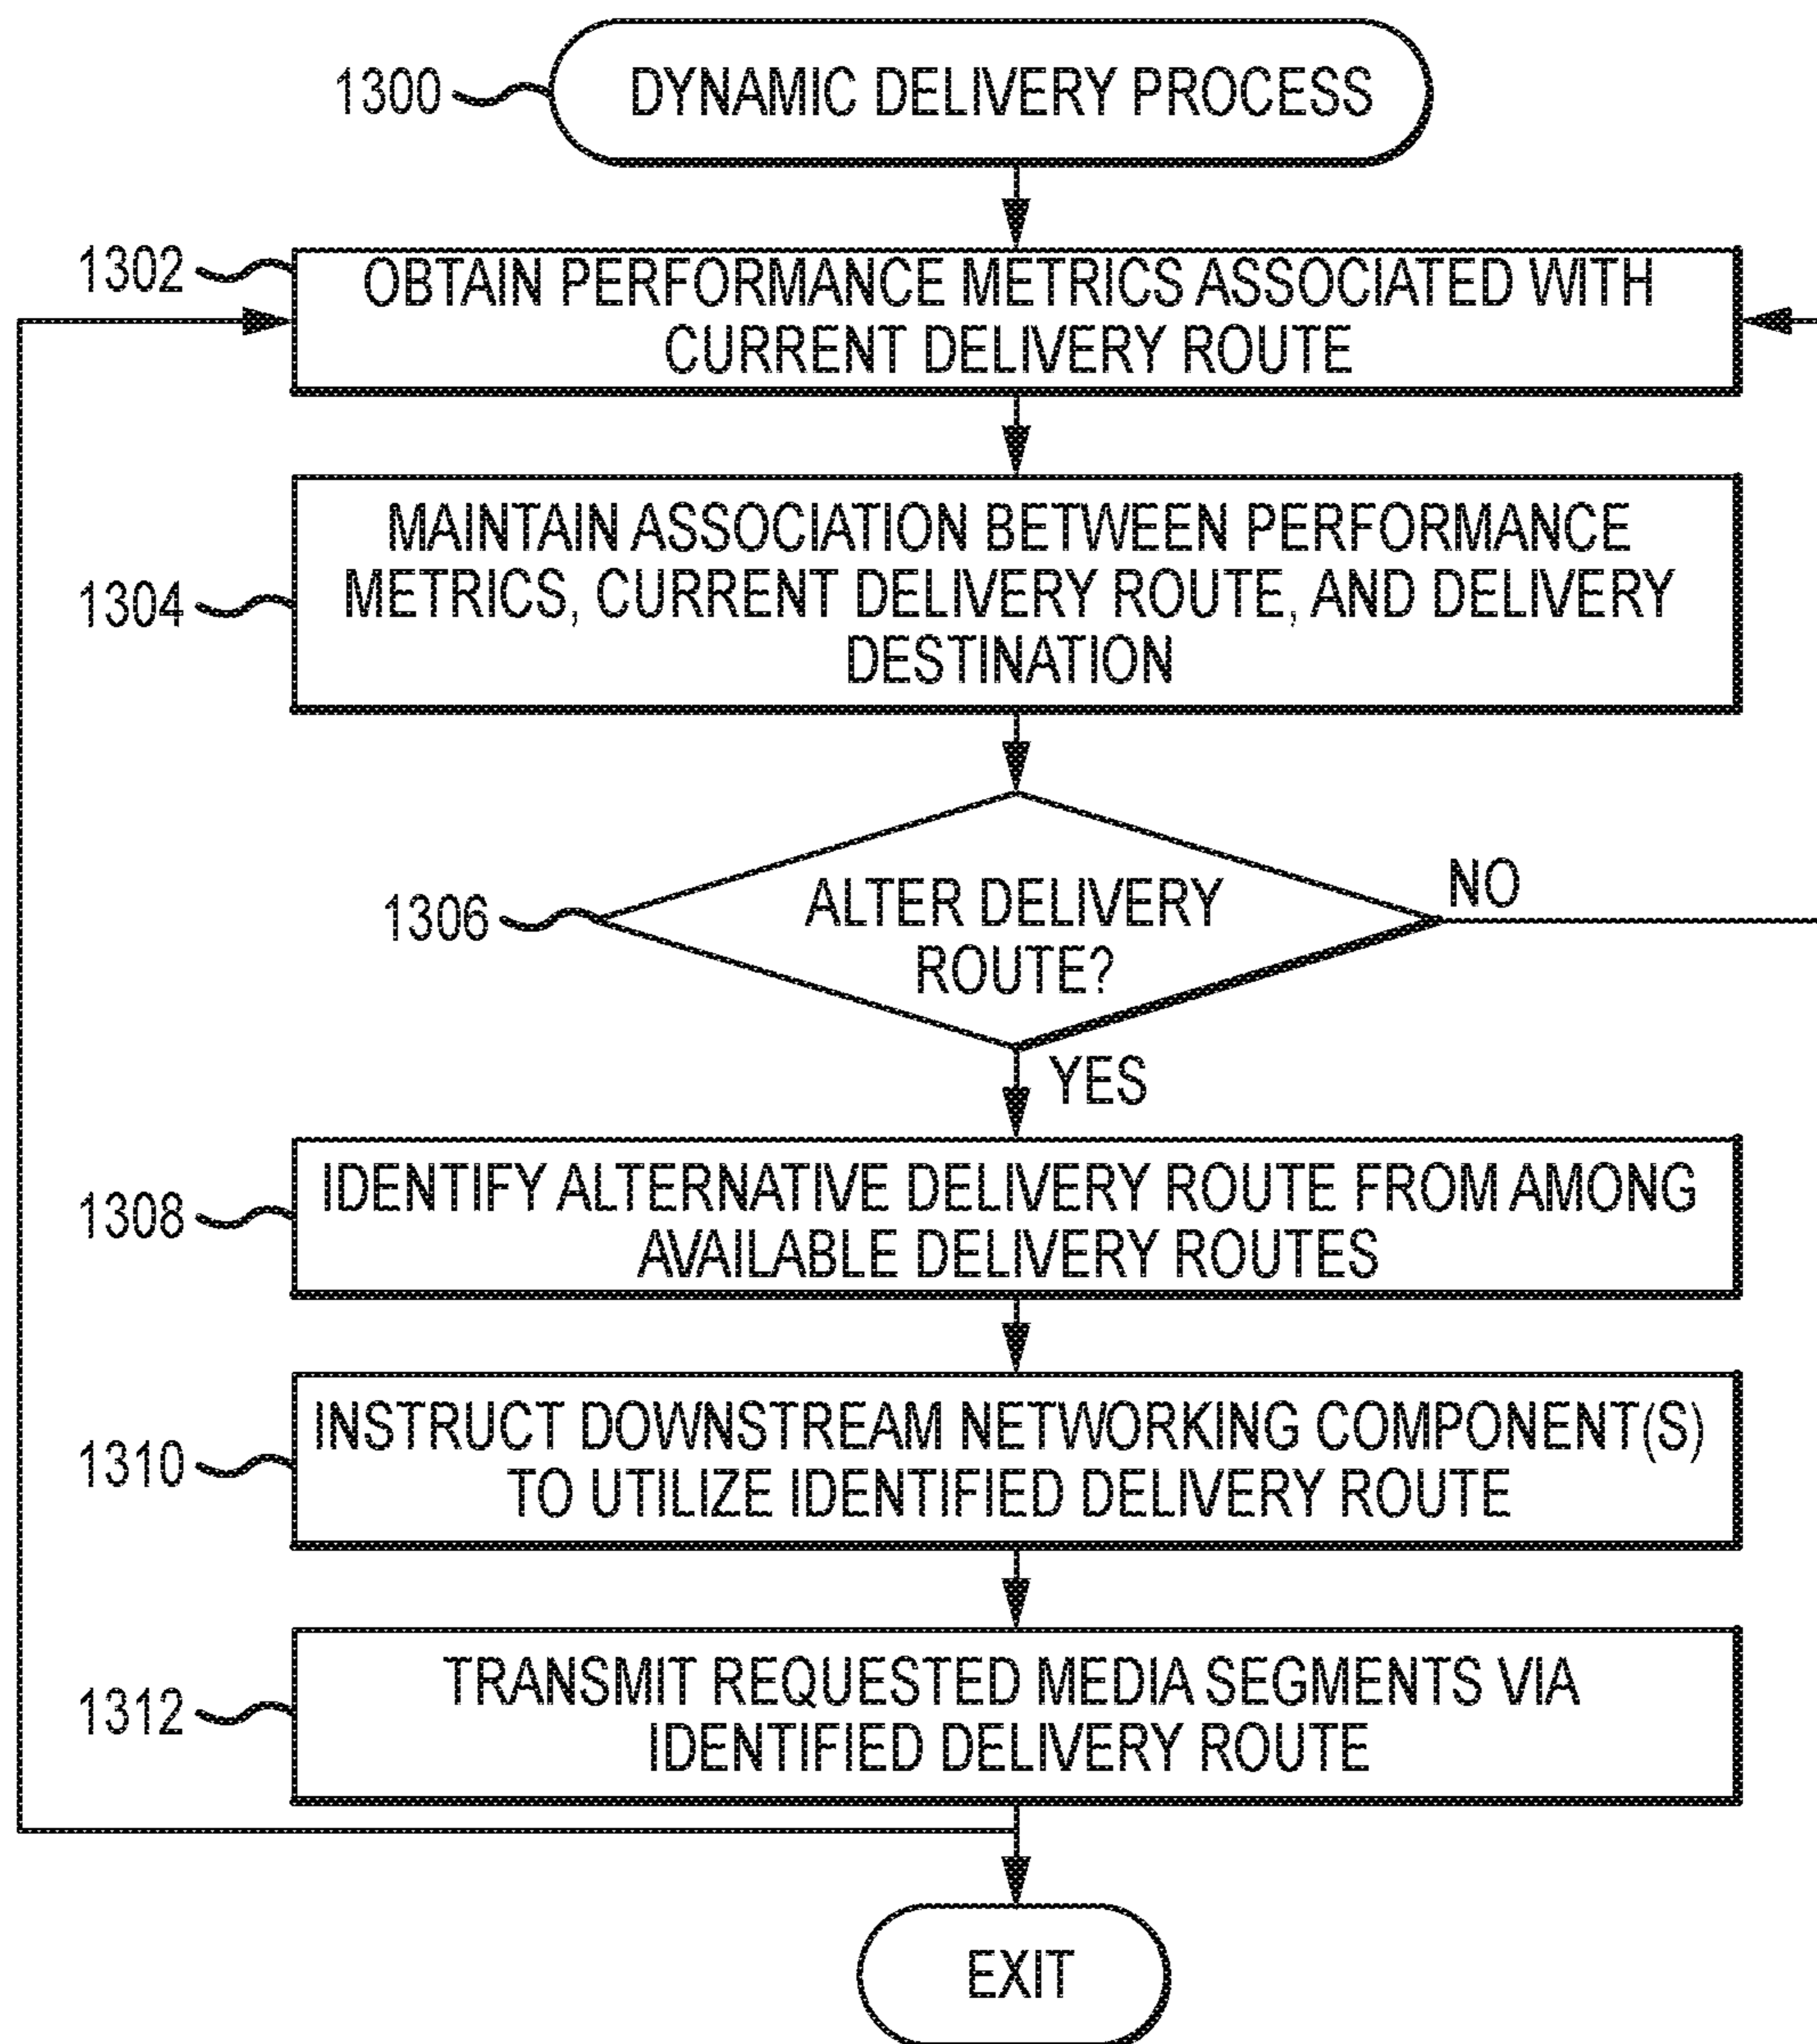 1300
DYNAMIC DELIVERY PROCESS
1302
OBTAIN PERFORMANCE METRICS ASSOCIATED WITH
CURRENT DELIVERY ROUTE
MAINTAIN ASSOCIATION BETWEEN PERFORMANCE
1304
METRICS, CURRENT DELIVERY ROUTE, AND DELIVERY
DESTINATION
1306
ALTER DELIVERY
ROUTE?
NO
YES
1308
IDENTIFY ALTERNATIVE DELIVERY ROUTE FROM AMONG
AVAILABLE DELIVERY ROUTES
1310
INSTRUCT DOWNSTREAM NETWORKING COMPONENT(S)
TO UTILIZE IDENTIFIED DELIVERY ROUTE
1312
TRANSMIT REQUESTED MEDIA SEGMENTS VIA
IDENTIFIED DELIVERY ROUTE
EXIT